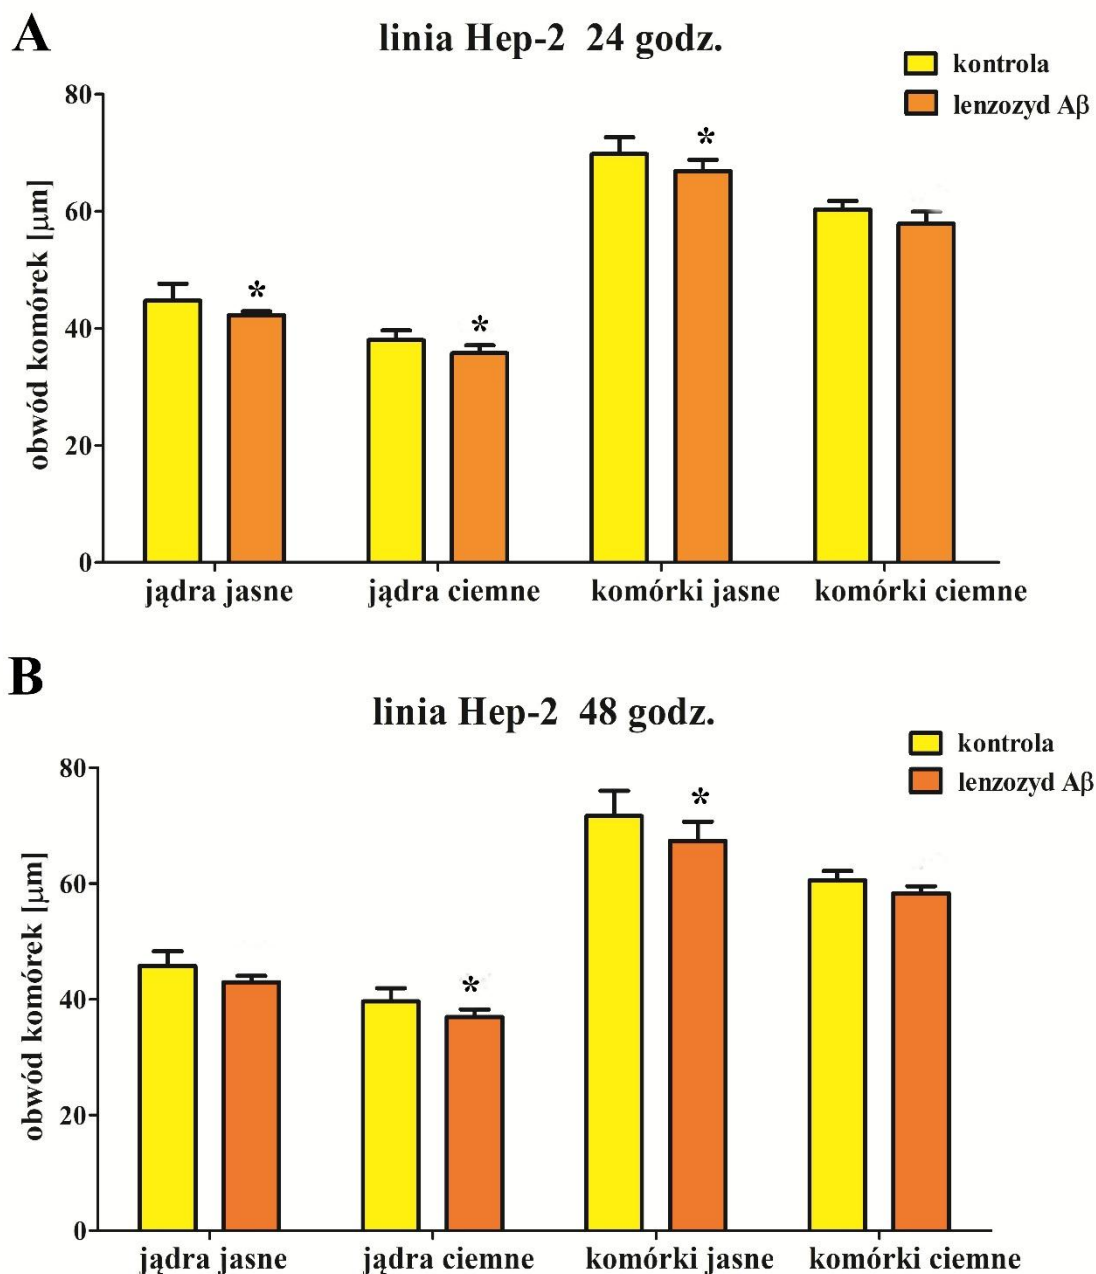 A
linia Hep-2 24 godz.
kontrola
lenzozyd Aβ
obwód komórek [µm]
80
60
40
20
0
*
*
*
jądra jasne
jądra ciemne
komórki jasne
komórki ciemne
B
linia Hep-2 48 godz.
kontrola
lenzozyd Aβ
obwód komórek [µm]
80
60
40
20
0
*
*
jądra jasne
jądra ciemne
komórki jasne
komórki ciemne